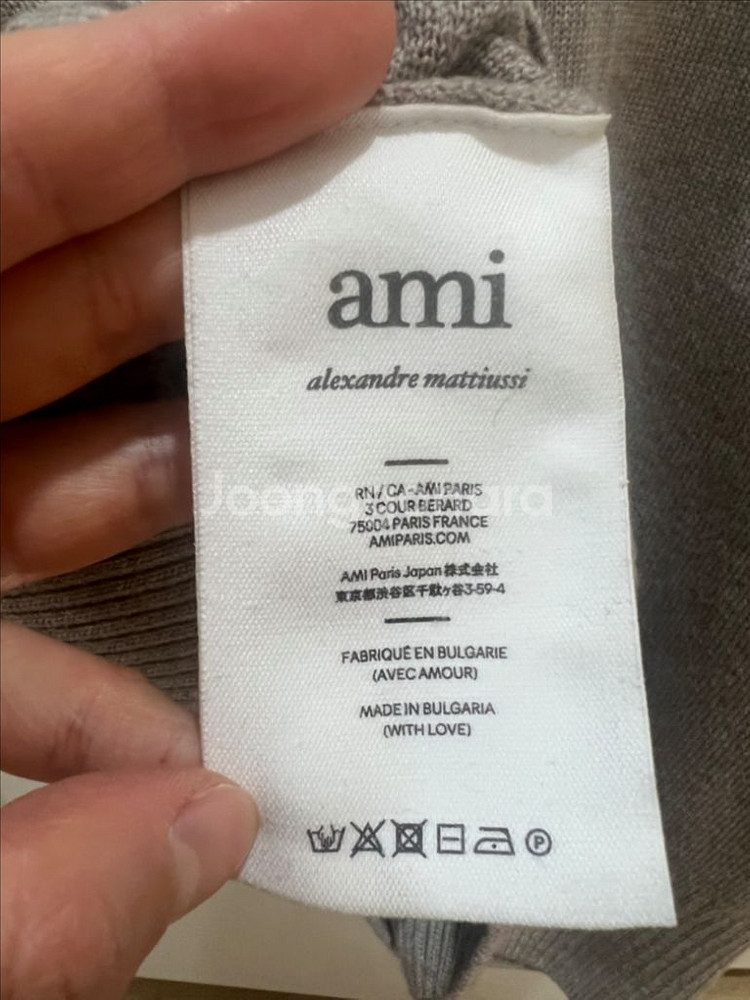 ami
alexandre mattiussi
RN / CA - AMI PARIS
3 COUR BERARD
75004 PARIS FRANCE
AMIPARIS.COM
AMI Paris Japan 株式会社
東京都渋谷区千駄ヶ谷3-59-4
FABRIQUÉ EN BULGARIE
(AVEC AMOUR)
MADE IN BULGARIA
(WITH LOVE)
P